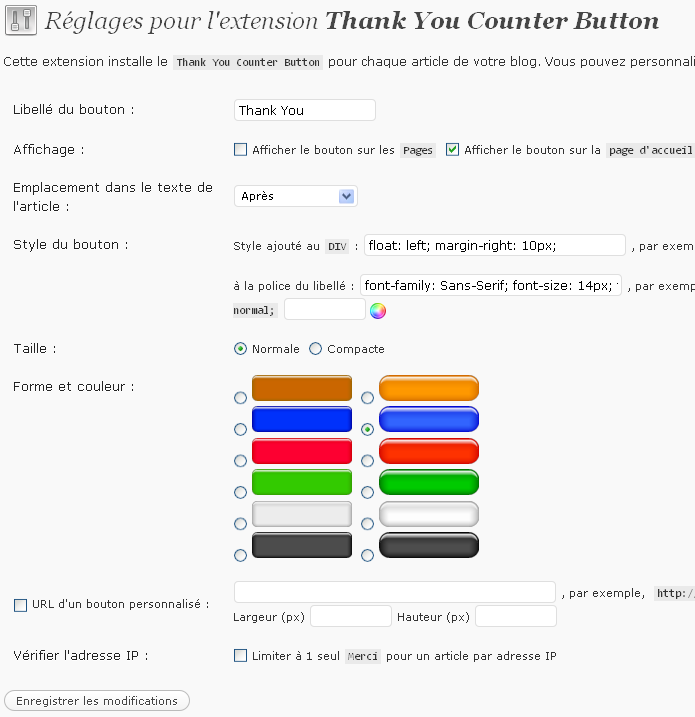 Réglages pour l'extension Thank You Counter Button
Cette extension installe le Thank You Counter Button pour chaque article de votre blog. Vous pouvez personnali
Libellé du bouton : Thank You
Affichage : Afficher le bouton sur les Pages Afficher le bouton sur la page d'accueil
Emplacement dans le texte de
l'article : Après
Style du bouton : Style ajouté au DIV : float: left; margin-right: 10px; , par exem
à la police du libellé : font-family: Sans-Serif; font-size: 14px; , par exemp
normal;
Taille : Normale Compacte
Forme et couleur :
URL d'un bouton personnalisé : , par exemple, http:/
Largeur (px) Hauteur (px)
Vérifier l'adresse IP : Limiter à 1 seul Merci pour un article par adresse IP
Enregistrer les modifications